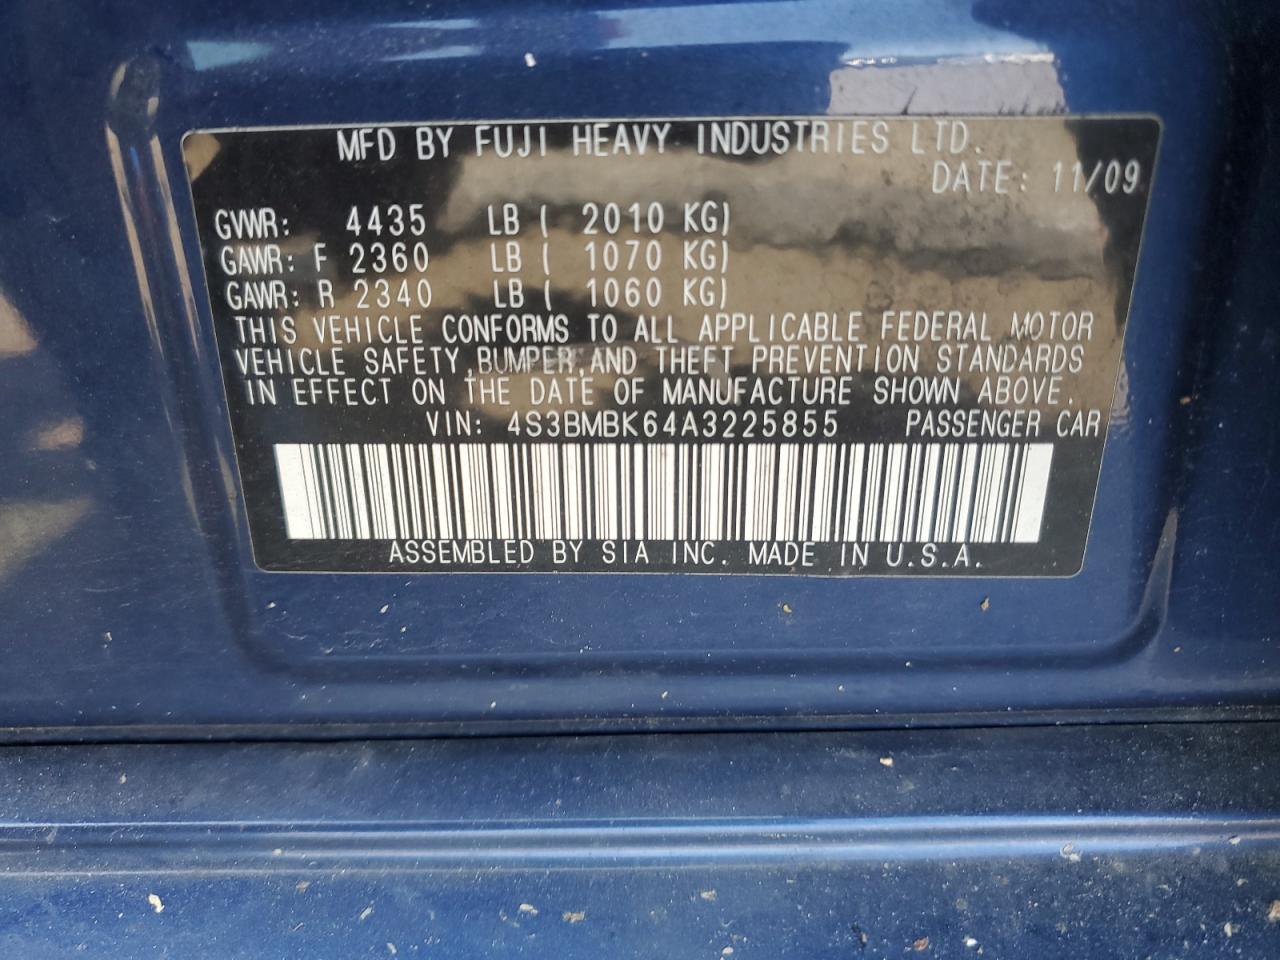 MFD BY FUJI HEAVY INDUSTRIES LTD.
DATE: 11/09
GVWR: 4435 LB ( 2010 KG)
GAWR: F 2360 LB ( 1070 KG)
GAWR: R 2340 LB ( 1060 KG)
THIS VEHICLE CONFORMS TO ALL APPLICABLE FEDERAL MOTOR
VEHICLE SAFETY, BUMPER, AND THEFT PREVENTION STANDARDS
IN EFFECT ON THE DATE OF MANUFACTURE SHOWN ABOVE.
VIN: 4S3BMBK64A3225855 PASSENGER CAR
ASSEMBLED BY SIA INC. MADE IN U.S.A.